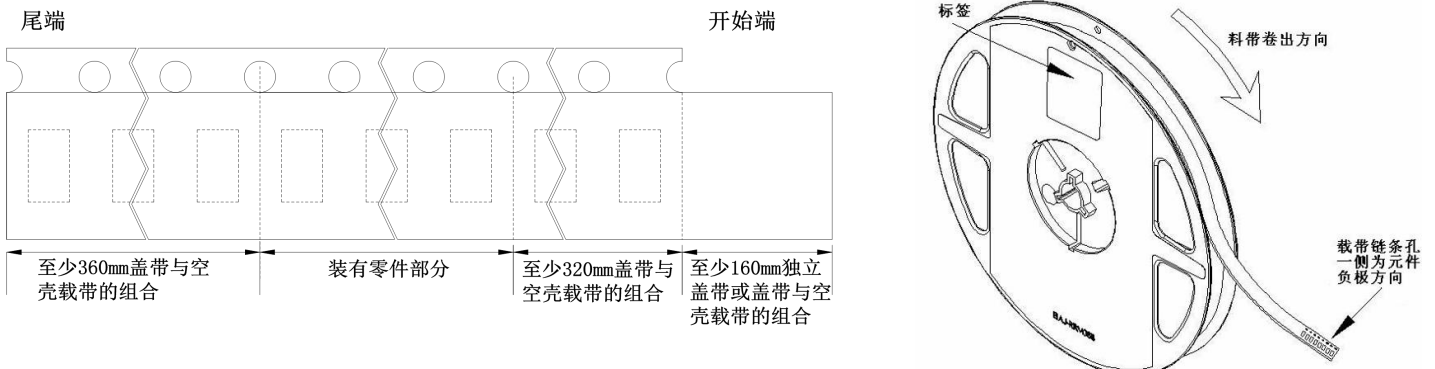 尾端
开始端
至少360mm盖带与空
壳载带的组合
装有零件部分
至少320mm盖带与
空壳载带的组合
至少160mm独立
盖带或盖带与空
壳载带的组合
标签
料带卷出方向
载带链条孔
一侧为元件
负极方向